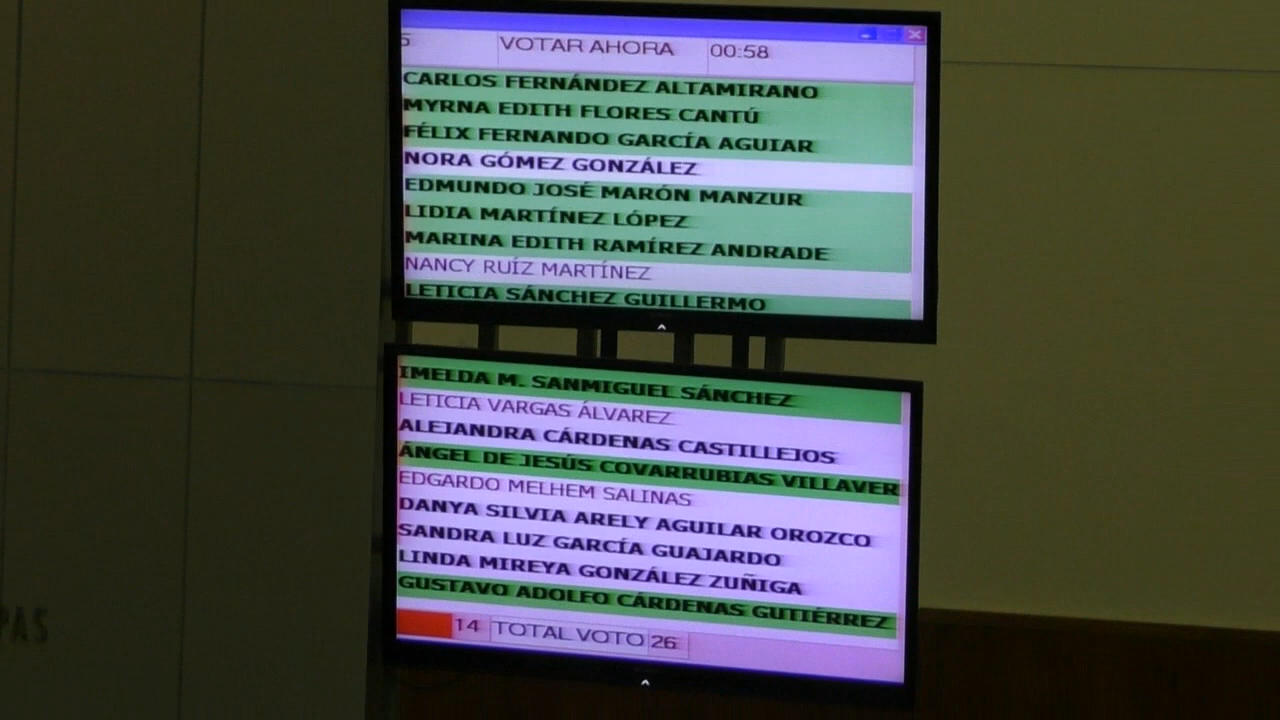 5 VOTAR AHORA 00:58
CARLOS FERNÁNDEZ ALTAMIRANO
MYRNA EDITH FLORES CANTÚ
FÉLIX FERNANDO GARCÍA AGUIAR
NORA GÓMEZ GONZÁLEZ
EDMUNDO JOSÉ MARÓN MANZUR
LIDIA MARTÍNEZ LÓPEZ
MARINA EDITH RAMÍREZ ANDRADE
NANCY RUÍZ MARTÍNEZ
LETICIA SÁNCHEZ GUILLERMO
IMELDA M. SANMIGUEL SÁNCHEZ
LETICIA VARGAS ÁLVAREZ
ALEJANDRA CÁRDENAS CASTILLEJOS
ÁNGEL DE JESÚS COVARRUBIAS VILLAVER
EDGARDO MELHEM SALINAS
DANYA SILVIA ARELY AGUILAR OROZCO
SANDRA LUZ GARCÍA GUAJARDO
LINDA MIREYA GONZÁLEZ ZUÑIGA
GUSTAVO ADOLFO CÁRDENAS GUTIÉRREZ
14 TOTAL VOTO 26
PAS